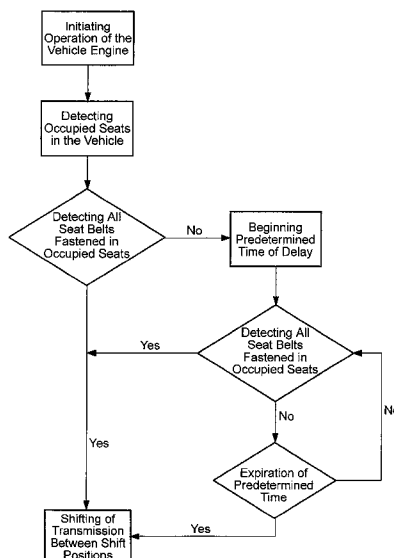 Initiating
Operation of the
Vehicle Engine
Detecting
Occupied Seats
in the Vehicle
Detecting All
Seat Belts
Fastened in
Occupied Seats
No
Beginning
Predetermined
Time of Delay
Detecting All
Seat Belts
Fastened in
Occupied Seats
Yes
No
No
Yes
Expiration of
Predetermined
Time
Yes
Shifting of
Transmission
Between Shift
Positions